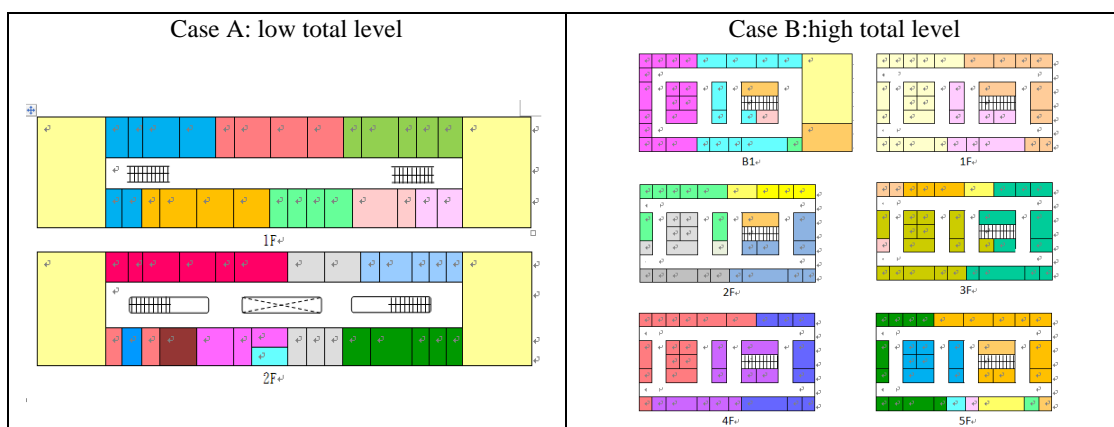 Case A: low total level
Case B:high total level
1F
2F
B1
1F
2F
3F
4F
5F